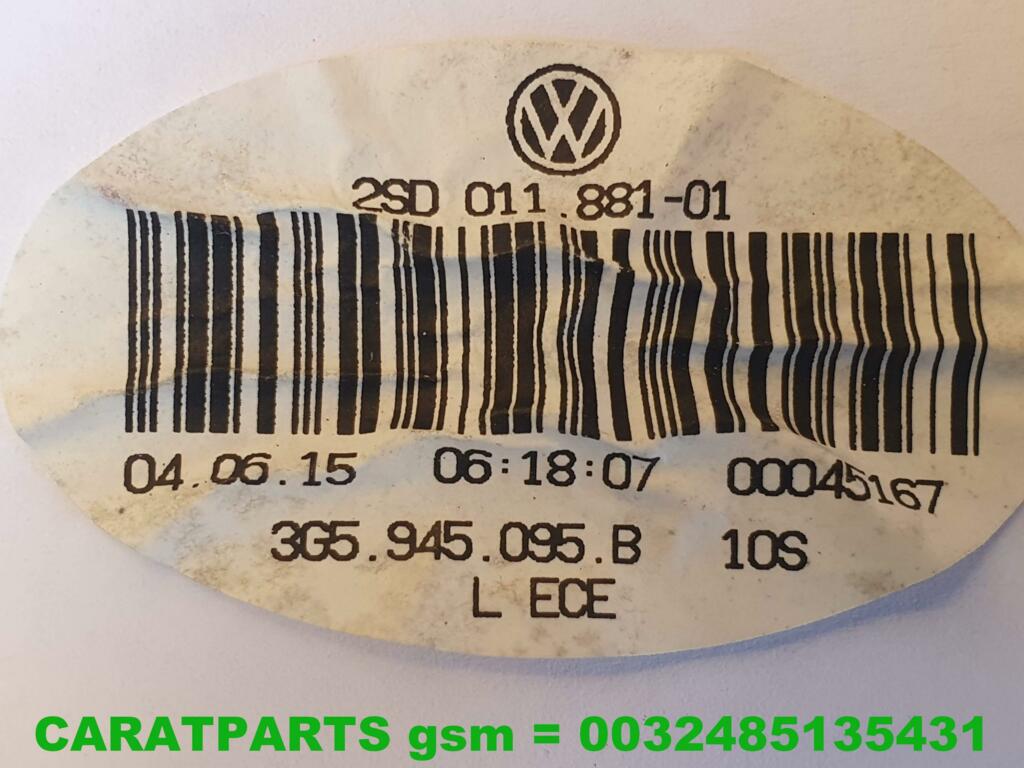 2SD 011.881-01
04.06.15 06:18:07 00045167
3G5.945.095.B 10S
L ECE
CARATPARTS gsm = 0032485135431